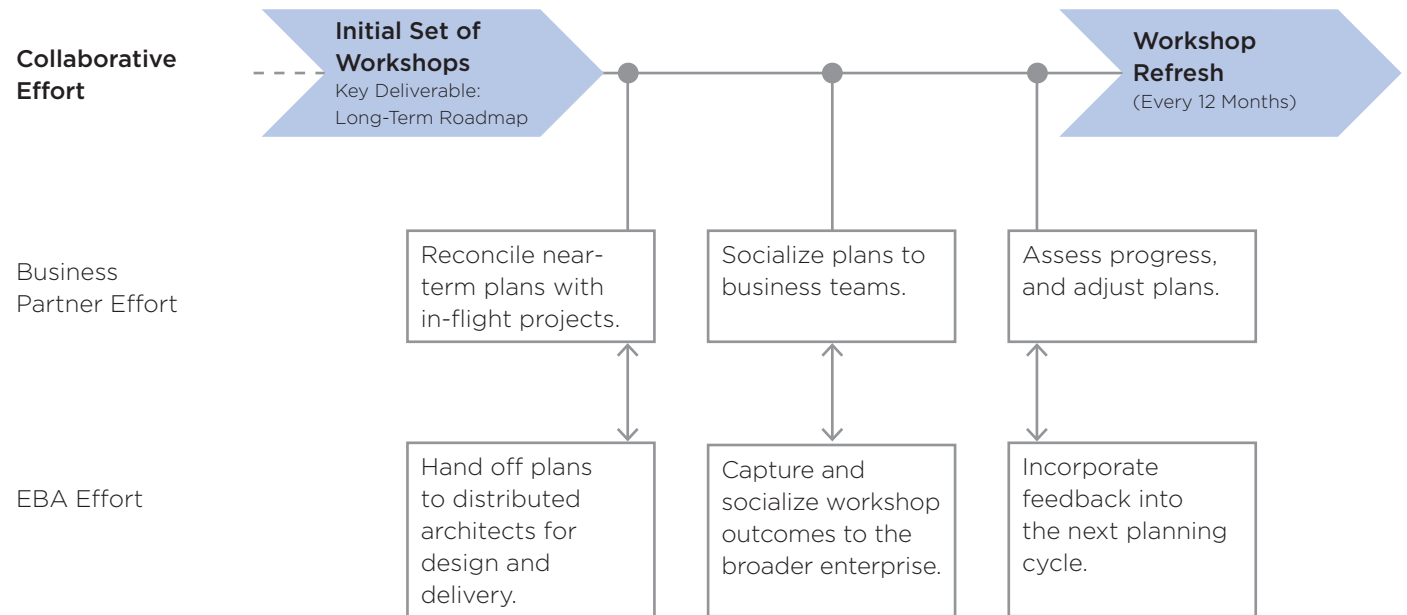 Collaborative
Effort
Initial Set of
Workshops
Key Deliverable:
Long-Term Roadmap
Workshop
Refresh
(Every 12 Months)
Business
Partner Effort
Reconcile near-
term plans with
in-flight projects.
Socialize plans to
business teams.
Assess progress,
and adjust plans.
EBA Effort
Hand off plans
to distributed
architects for
design and
delivery.
Capture and
socialize workshop
outcomes to the
broader enterprise.
Incorporate
feedback into
the next planning
cycle.